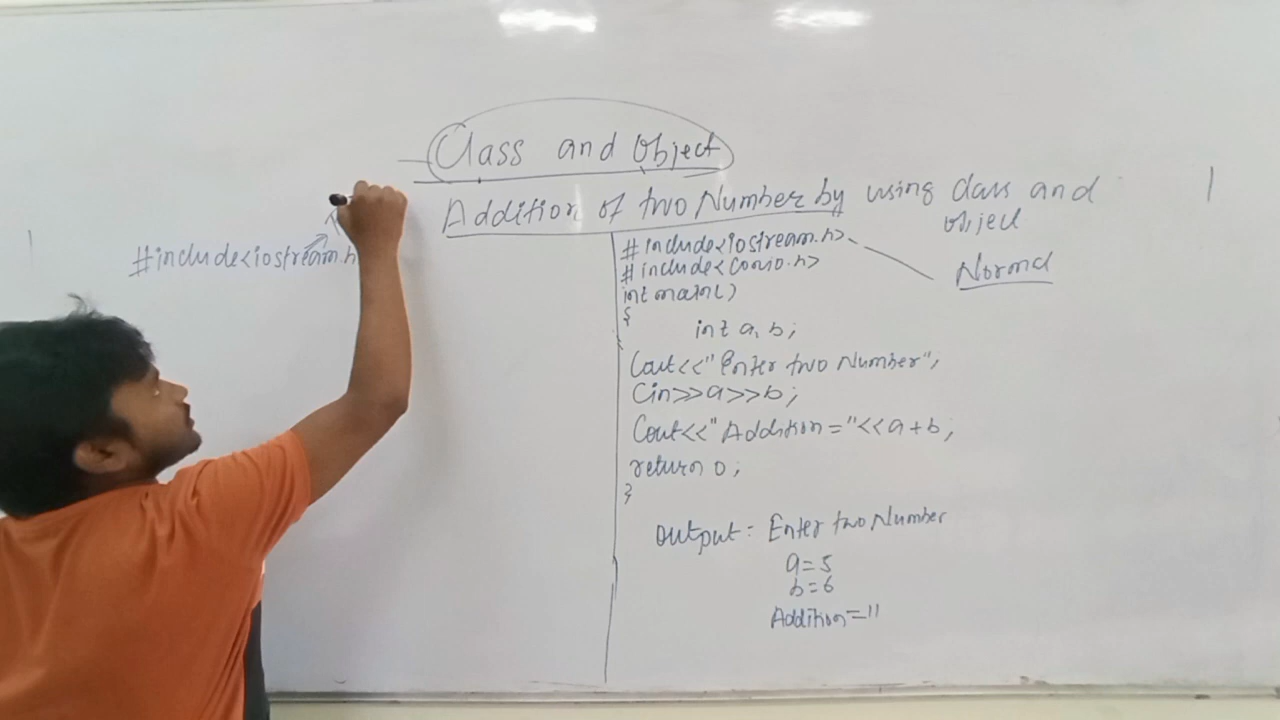 Class and Object
Addition of two Number by using class and
object
#include<iostream.h
#include<iostream.h>
#include<conio.h>
Normal
int main()
{
int a, b;
Cout<<"Enter two Number";
Cin>>a>>b;
Cout<<"Addition="<<a+b;
return 0;
}
Output: Enter two Number
a=5
b=6
Addition=11